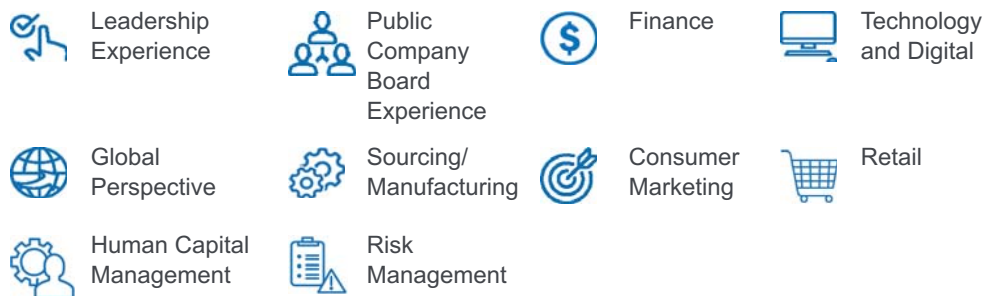 Leadership
Experience
Public
Company
Board
Experience
Finance
Technology
and Digital
Global
Perspective
Sourcing/
Manufacturing
Consumer
Marketing
Retail
Human Capital
Management
Risk
Management